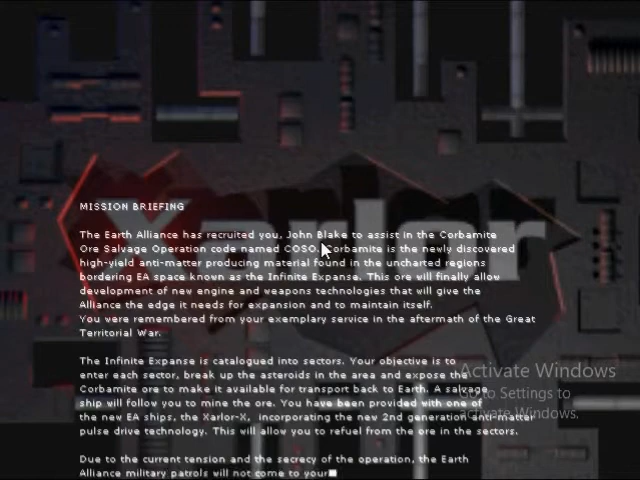 Xarlor
MISSION BRIEFING
The Earth Alliance has recruited you, John Blake to assist in the Corbamite
Ore Salvage Operation code named COSO. Corbamite is the newly discovered
high-yield anti-matter producing material found in the uncharted regions
bordering EA space known as the Infinite Expanse. This ore will finally allow
development of new engine and weapons technologies that will give the
Alliance the edge it needs for expansion and to maintain itself.
You were remembered from your exemplary service in the aftermath of the Great
Territorial War.
The Infinite Expanse is catalogued into sectors. Your objective is to
enter each sector, break up the asteroids in the area and expose the
Corbamite ore to make it available for transport back to Earth. A salvage
ship will follow you to mine the ore. You have been provided with one of
the new EA ships, the Xarlor-X, incorporating the new 2nd generation anti-matter
pulse drive technology. This will allow you to refuel from the ore in the sectors.
Due to the current tension and the secrecy of the operation, the Earth
Alliance military patrols will not come to your
Activate Windows
Go to Settings to
activate Windows.